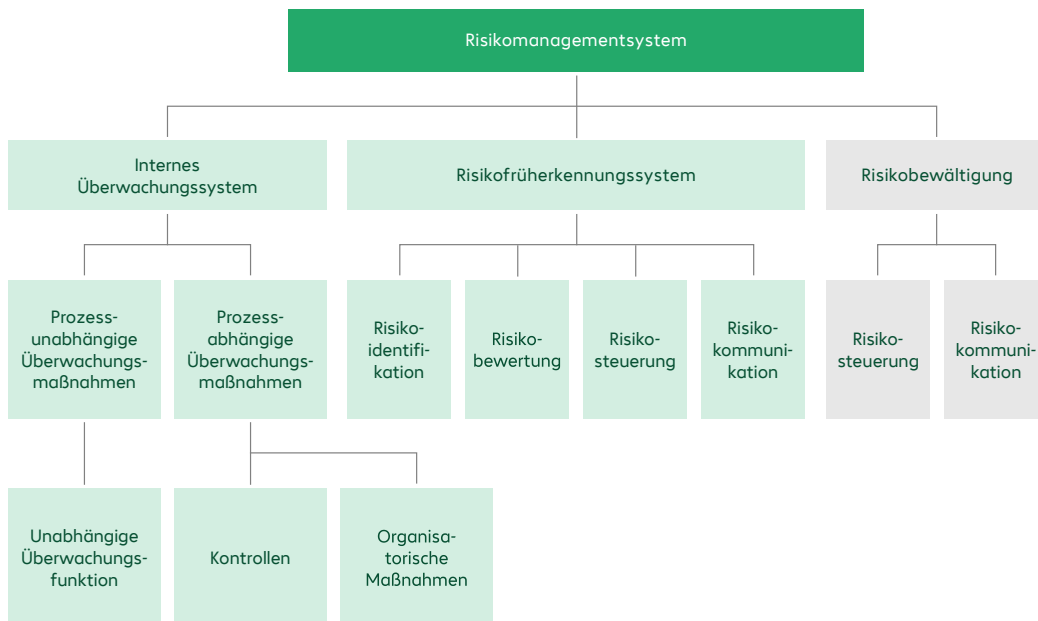 Risikomanagementsystem
Internes
Überwachungssystem
Risikofrüherkennungssystem
Risikobewältigung
Prozess-
unabhängige
Überwachungs-
maßnahmen
Prozess-
abhängige
Überwachungs-
maßnahmen
Risiko-
identifi-
kation
Risiko-
bewertung
Risiko-
steuerung
Risiko-
kommuni-
kation
Risiko-
steuerung
Risiko-
kommuni-
kation
Unabhängige
Überwachungs-
funktion
Kontrollen
Organisa-
torische
Maßnahmen